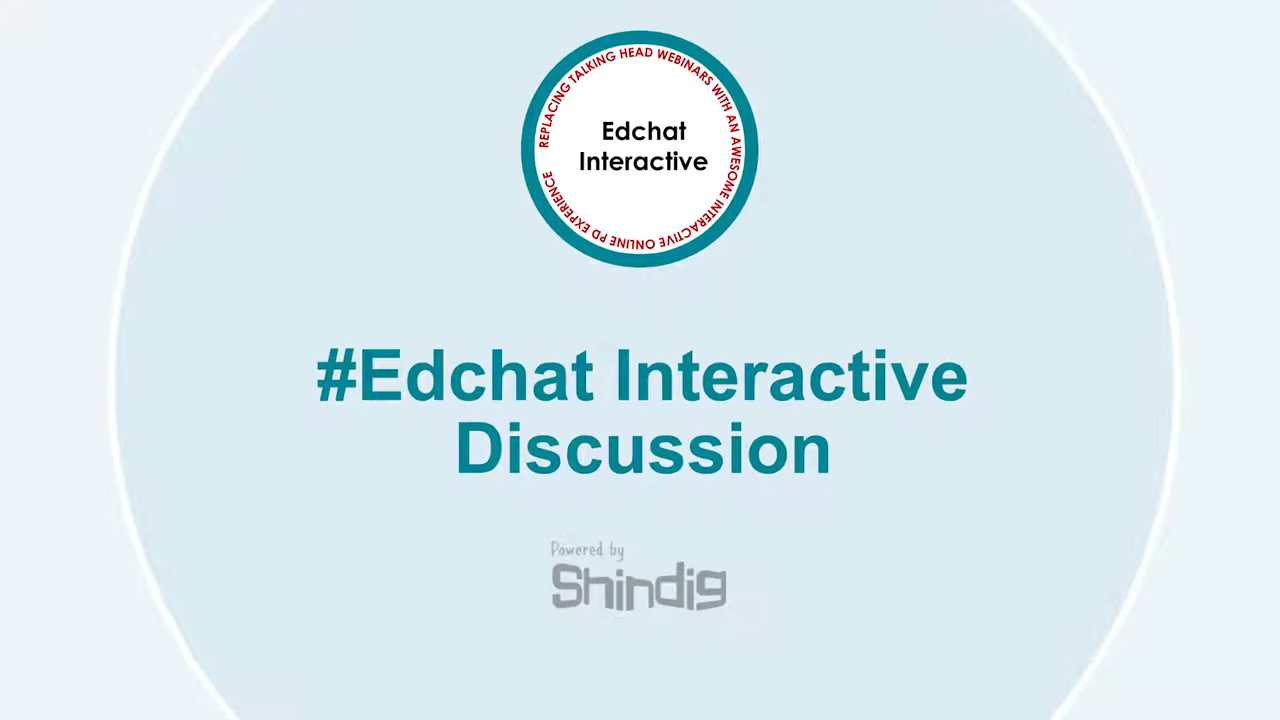 REPLACING TALKING HEAD WEBINARS WITH AN AWESOME INTERACTIVE ONLINE PD EXPERIENCE
Edchat
Interactive
#Edchat Interactive
Discussion
Powered by
Shindig